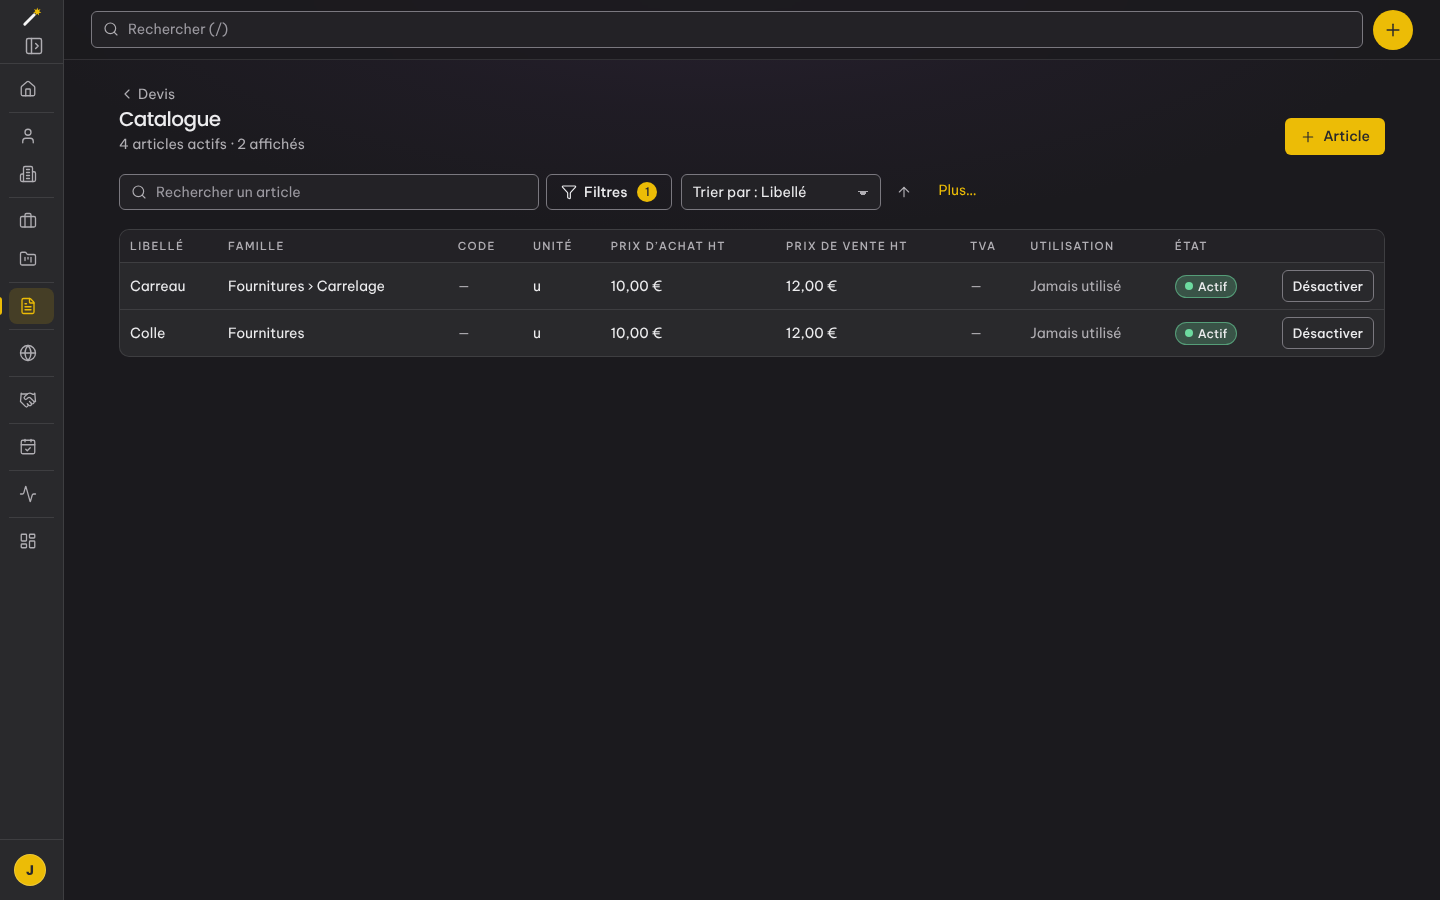 Rechercher (/)
Devis
Catalogue
4 articles actifs · 2 affichés
Article
Rechercher un article
Filtres 1
Trier par : Libellé
Plus…
LIBELLÉ FAMILLE CODE UNITÉ PRIX D'ACHAT HT PRIX DE VENTE HT TVA UTILISATION ÉTAT
Carreau Fournitures › Carrelage — u 10,00 € 12,00 € — Jamais utilisé Actif Désactiver
Colle Fournitures — u 10,00 € 12,00 € — Jamais utilisé Actif Désactiver
J